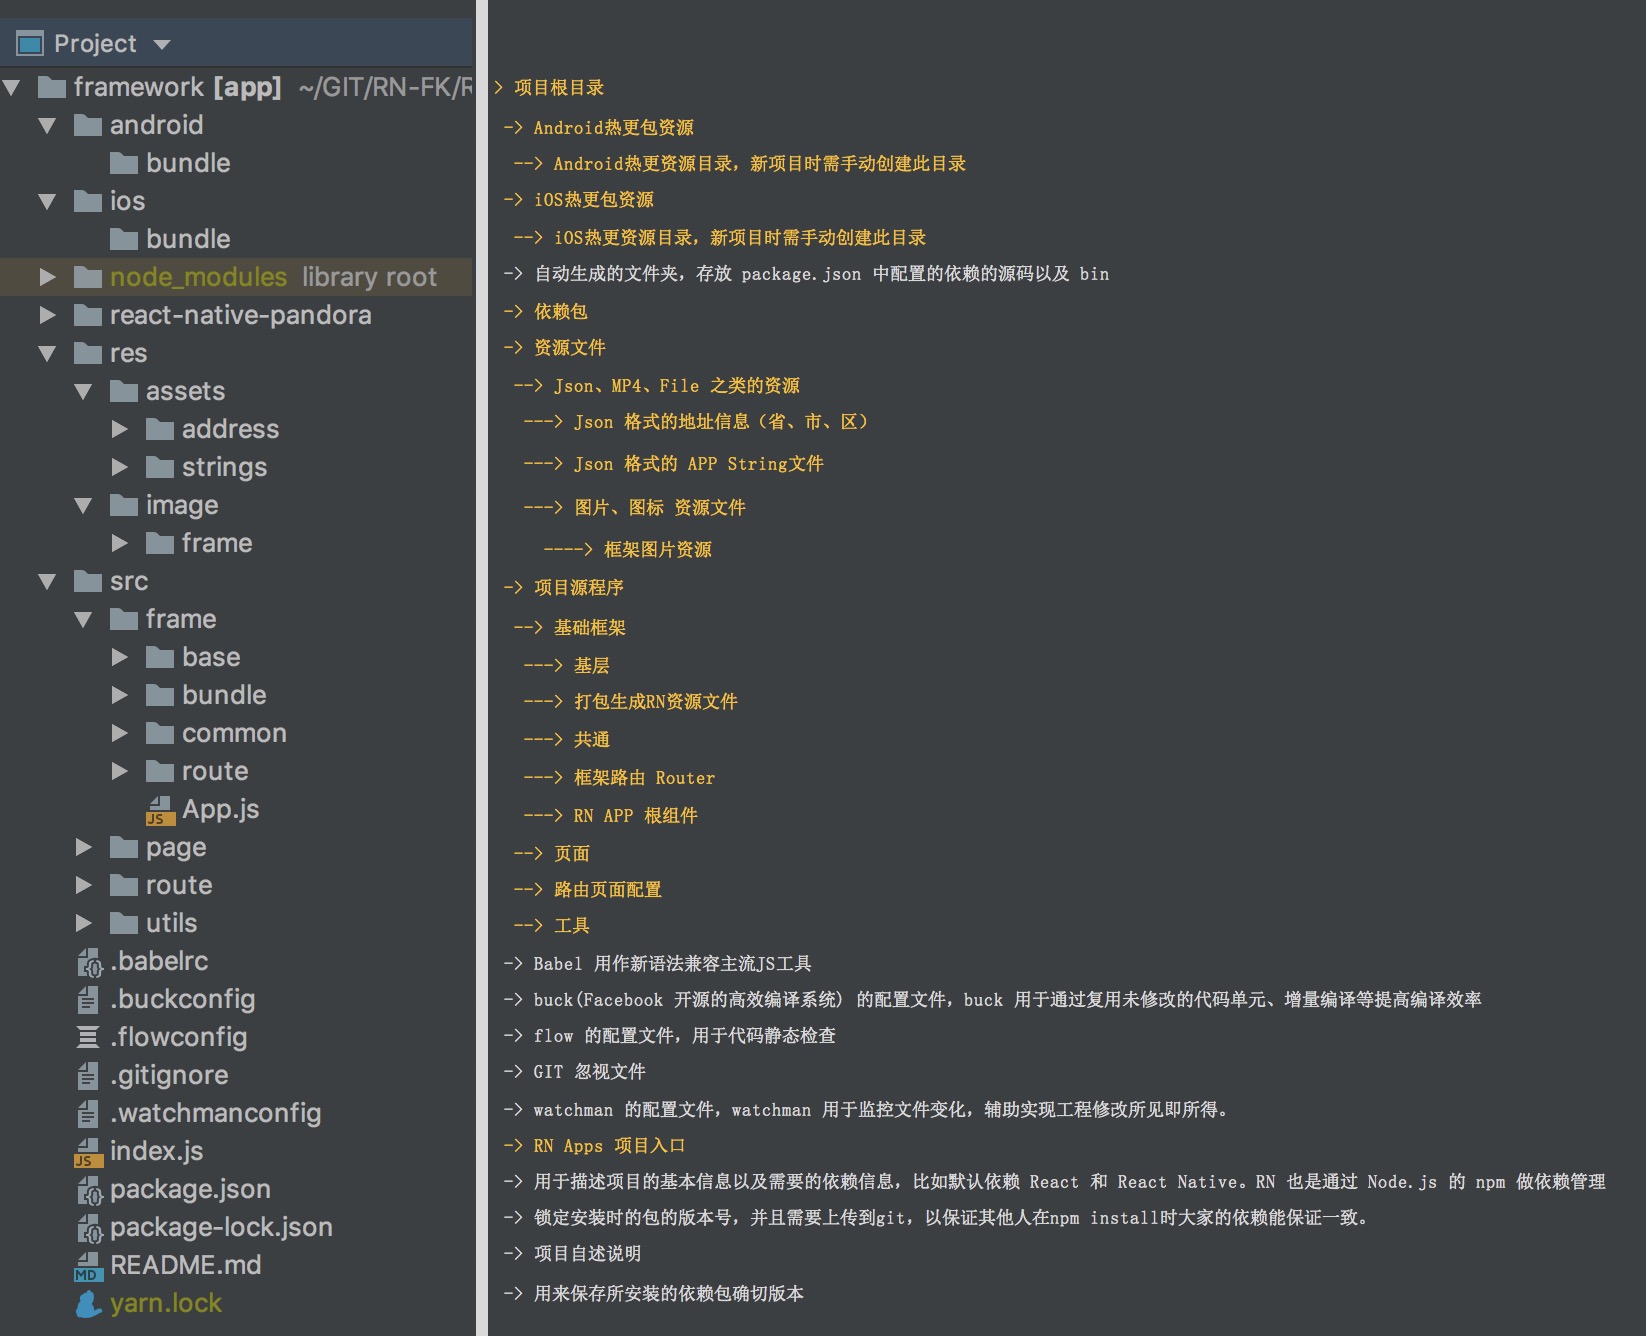 Project
framework [app] ~/GIT/RN-FK/R
> 项目根目录
android
-> Android热更包资源
bundle
--> Android热更资源目录，新项目时需手动创建此目录
ios
-> iOS热更包资源
bundle
--> iOS热更资源目录，新项目时需手动创建此目录
node_modules library root
-> 自动生成的文件夹，存放 package.json 中配置的依赖的源码以及 bin
react-native-pandora
-> 依赖包
res
-> 资源文件
assets
--> Json、MP4、File 之类的资源
address
---> Json 格式的地址信息（省、市、区）
strings
---> Json 格式的 APP String文件
image
---> 图片、图标 资源文件
frame
----> 框架图片资源
src
-> 项目源程序
frame
--> 基础框架
base
---> 基层
bundle
---> 打包生成RN资源文件
common
---> 共通
route
---> 框架路由 Router
App.js
---> RN APP 根组件
page
--> 页面
route
--> 路由页面配置
utils
--> 工具
.babelrc
-> Babel 用作新语法兼容主流JS工具
.buckconfig
-> buck(Facebook 开源的高效编译系统) 的配置文件，buck 用于通过复用未修改的代码单元、增量编译等提高编译效率
.flowconfig
-> flow 的配置文件，用于代码静态检查
.gitignore
-> GIT 忽视文件
.watchmanconfig
-> watchman 的配置文件，watchman 用于监控文件变化，辅助实现工程修改所见即所得。
index.js
-> RN Apps 项目入口
package.json
-> 用于描述项目的基本信息以及需要的依赖信息，比如默认依赖 React 和 React Native。RN 也是通过 Node.js 的 npm 做依赖管理
package-lock.json
-> 锁定安装时的包的版本号，并且需要上传到git，以保证其他人在npm install时大家的依赖能保证一致。
README.md
-> 项目自述说明
yarn.lock
-> 用来保存所安装的依赖包确切版本